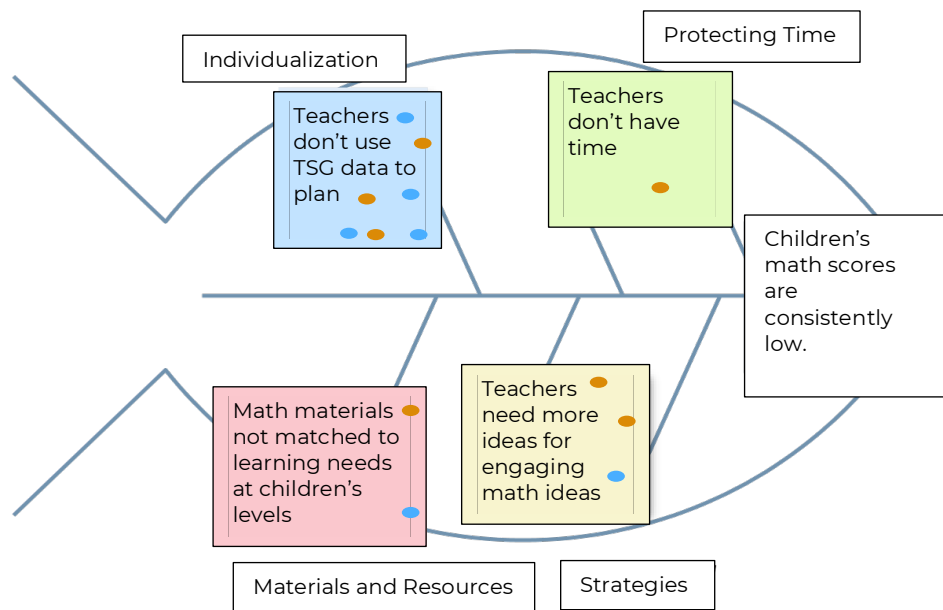 Protecting Time
Individualization
Teachers
don’t use
TSG data to
plan
Teachers
don’t have
time
Children’s
math scores
are
consistently
low.
Math materials
not matched to
learning needs
at children’s
levels
Teachers
need more
ideas for
engaging
math ideas
Materials and Resources
Strategies